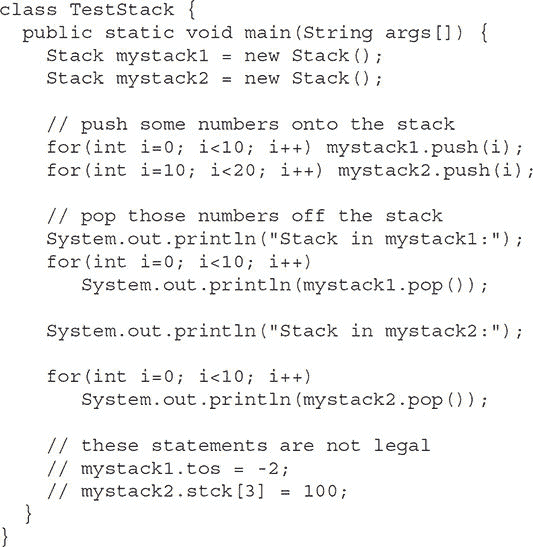 class TestStack {
  public static void main(String args[]) {
    Stack mystack1 = new Stack();
    Stack mystack2 = new Stack();

    // push some numbers onto the stack
    for(int i=0; i<10; i++) mystack1.push(i);
    for(int i=10; i<20; i++) mystack2.push(i);

    // pop those numbers off the stack
    System.out.println("Stack in mystack1:");
    for(int i=0; i<10; i++)
       System.out.println(mystack1.pop());

    System.out.println("Stack in mystack2:");

    for(int i=0; i<10; i++)
       System.out.println(mystack2.pop());

    // these statements are not legal
    // mystack1.tos = -2;
    // mystack2.stck[3] = 100;
  }
}